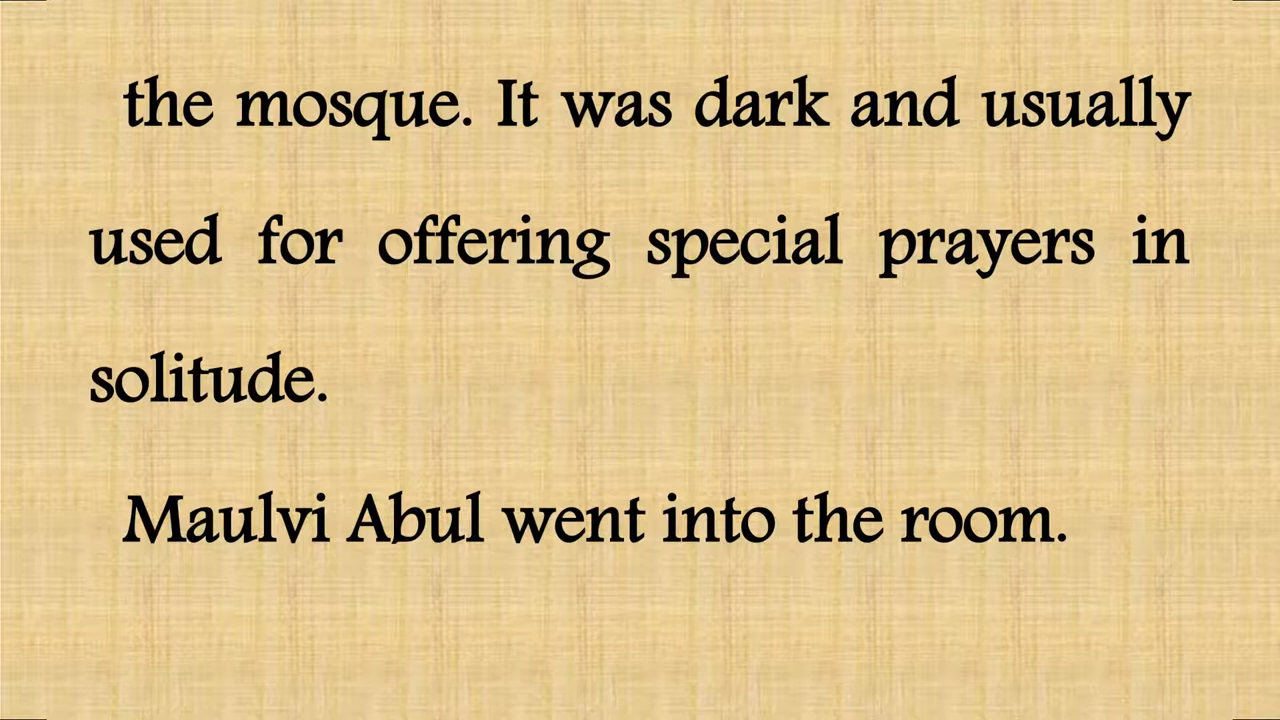 the mosque. It was dark and usually
used for offering special prayers in
solitude.
Maulvi Abul went into the room.